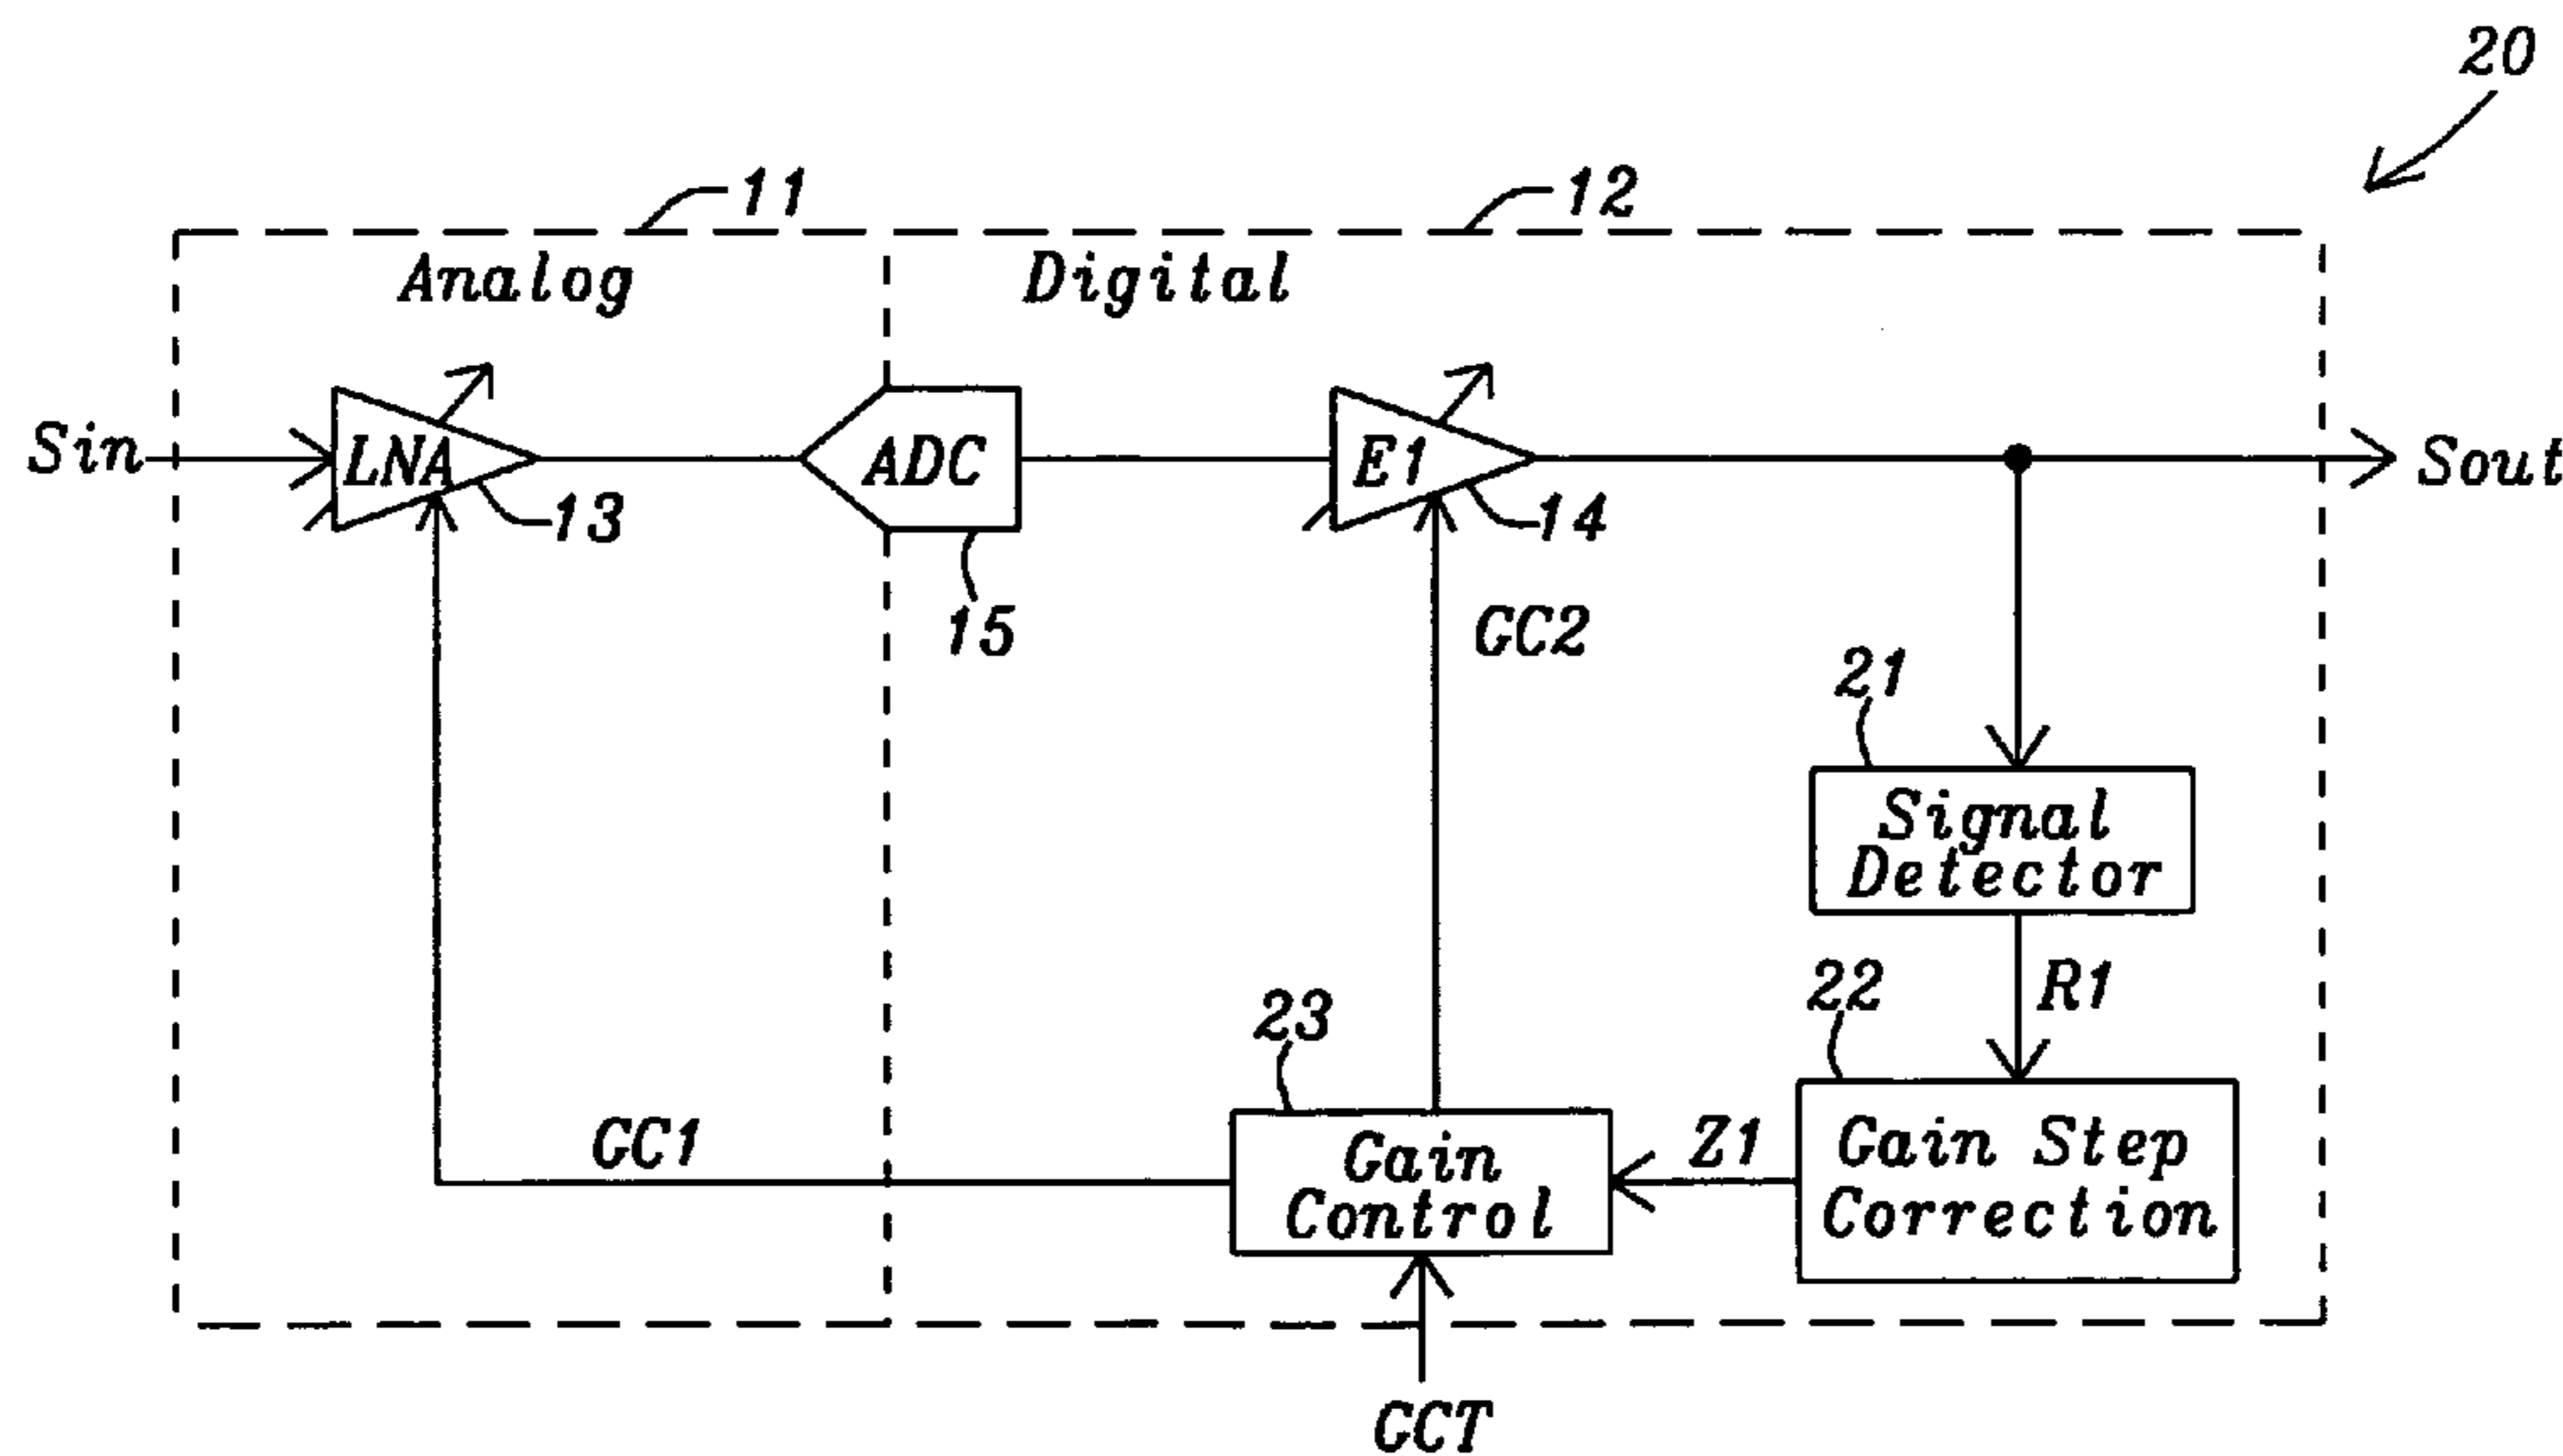 20
11
12
Analog
Digital
Sin
LNA
ADC
E1
Sout
13
14
15
GC2
21
Signal
Detector
22
R1
23
GC1
Gain
Control
Z1
Gain Step
Correction
GCT